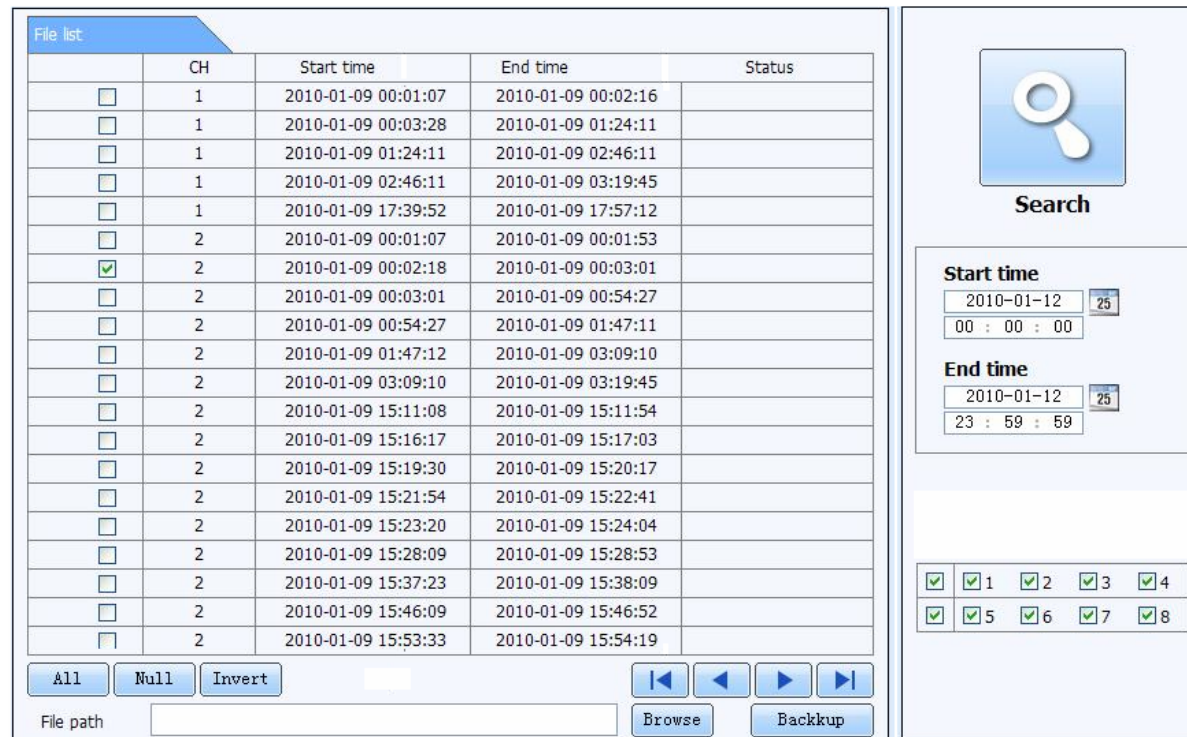 File list
CH Start time End time Status
1 2010-01-09 00:01:07 2010-01-09 00:02:16
1 2010-01-09 00:03:28 2010-01-09 01:24:11
1 2010-01-09 01:24:11 2010-01-09 02:46:11
1 2010-01-09 02:46:11 2010-01-09 03:19:45
1 2010-01-09 17:39:52 2010-01-09 17:57:12
2 2010-01-09 00:01:07 2010-01-09 00:01:53
2 2010-01-09 00:02:18 2010-01-09 00:03:01
2 2010-01-09 00:03:01 2010-01-09 00:54:27
2 2010-01-09 00:54:27 2010-01-09 01:47:11
2 2010-01-09 01:47:12 2010-01-09 03:09:10
2 2010-01-09 03:09:10 2010-01-09 03:19:45
2 2010-01-09 15:11:08 2010-01-09 15:11:54
2 2010-01-09 15:16:17 2010-01-09 15:17:03
2 2010-01-09 15:19:30 2010-01-09 15:20:17
2 2010-01-09 15:21:54 2010-01-09 15:22:41
2 2010-01-09 15:23:20 2010-01-09 15:24:04
2 2010-01-09 15:28:09 2010-01-09 15:28:53
2 2010-01-09 15:37:23 2010-01-09 15:38:09
2 2010-01-09 15:46:09 2010-01-09 15:46:52
2 2010-01-09 15:53:33 2010-01-09 15:54:19
All Null Invert
File path Browse Backkup
Search
Start time
2010-01-12 25
00 : 00 : 00
End time
2010-01-12 25
23 : 59 : 59
1 2 3 4
5 6 7 8